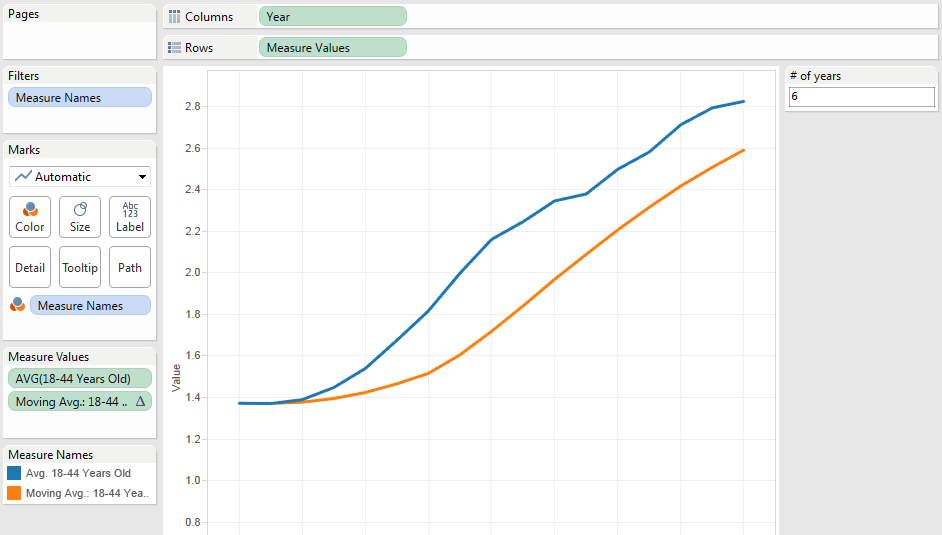 Pages
Columns
Year
Rows
Measure Values
Filters
Measure Names
Marks
Automatic
Color
Size
Abc
123
Label
Detail
Tooltip
Path
Measure Names
Measure Values
AVG(18-44 Years Old)
Moving Avg.: 18-44 .. Δ
Measure Names
Avg. 18-44 Years Old
Moving Avg.: 18-44 Yea..
Value
2.8
2.6
2.4
2.2
2.0
1.8
1.6
1.4
1.2
1.0
0.8
# of years
6